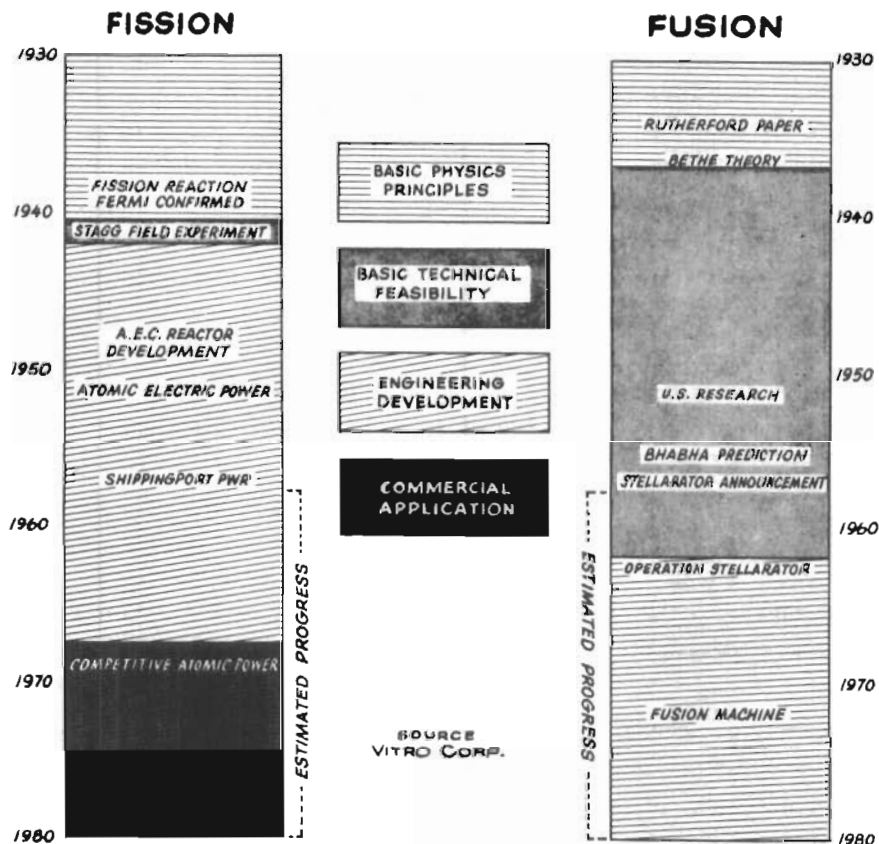 FISSION
1930
FISSION REACTION
FERMI CONFIRMED
1940
STAGG FIELD EXPERIMENT
A.E.C. REACTOR
DEVELOPMENT
1950
ATOMIC ELECTRIC POWER
SHIPPINGPORT PWR
1960
COMPETITIVE ATOMIC POWER
1970
1980
ESTIMATED PROGRESS
BASIC PHYSICS
PRINCIPLES
BASIC TECHNICAL
FEASIBILITY
ENGINEERING
DEVELOPMENT
COMMERCIAL
APPLICATION
SOURCE
VITRO CORP.
FUSION
1930
RUTHERFORD PAPER
BETHE THEORY
1940
1950
U.S. RESEARCH
BHABHA PREDICTION
STELLARATOR ANNOUNCEMENT
1960
OPERATION STELLARATOR
1970
FUSION MACHINE
1980
ESTIMATED PROGRESS